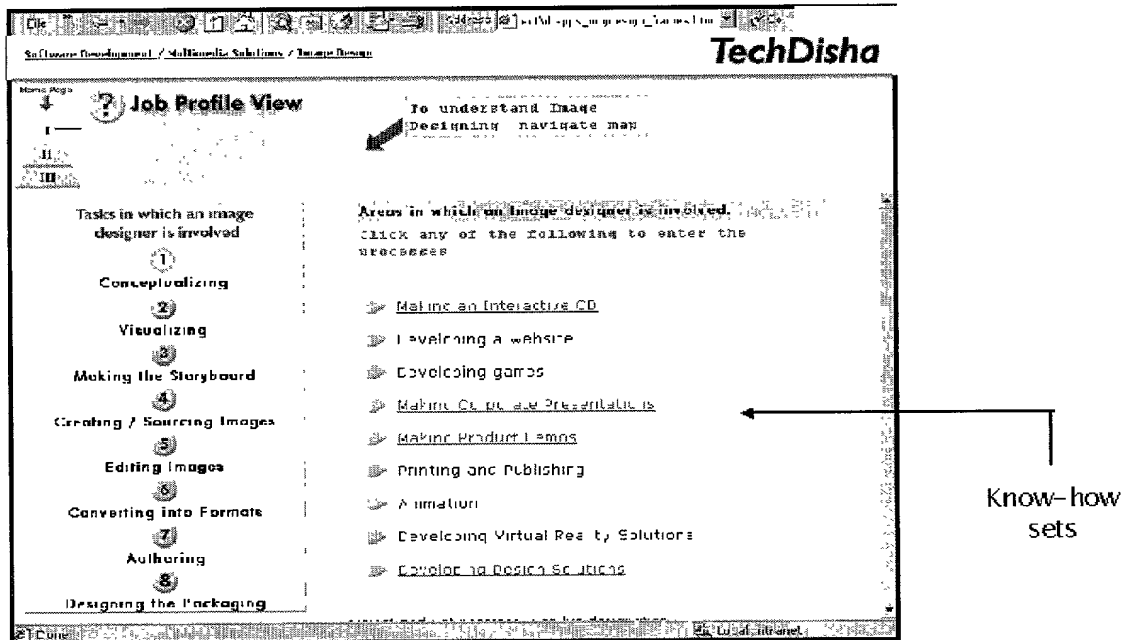 File
Address
Software Development / Multimedia Solutions / Image Design
TechDisha
Home Page
? Job Profile View
To understand Image
Designing navigate map
I
II
III
Tasks in which an image
designer is involved
1
Conceptualizing
2
Visualizing
3
Making the Storyboard
4
Creating / Sourcing Images
5
Editing Images
6
Converting into Formats
7
Authoring
8
Designing the Packaging
Areas in which an Image designer is involved.
Click any of the following to enter the
processes
Making an Interactive CD
Developing a website
Developing games
Making Corporate Presentations
Making Product Demos
Printing and Publishing
Animation
Developing Virtual Reality Solutions
Developing Design Solutions
Know-how
sets
Done
Local intranet